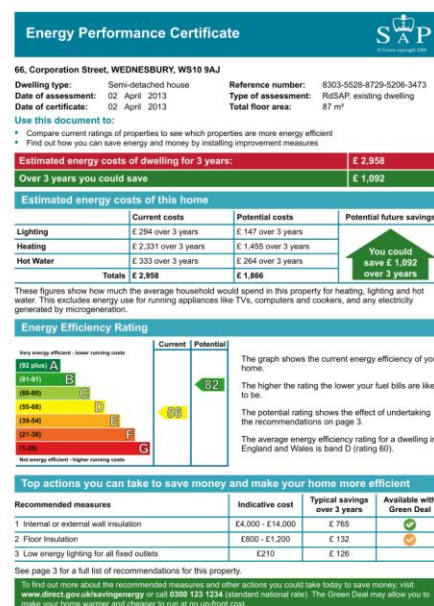 Energy Performance Certificate
SAP
© Crown copyright 2009
66, Corporation Street, WEDNESBURY, WS10 9AJ
Dwelling type: Semi-detached house Reference number: 8303-5528-8729-5206-3473
Date of assessment: 02 April 2013 Type of assessment: RdSAP, existing dwelling
Date of certificate: 02 April 2013 Total floor area: 87 m²
Use this document to:
• Compare current ratings of properties to see which properties are more energy efficient
• Find out how you can save energy and money by installing improvement measures
Estimated energy costs of dwelling for 3 years: £ 2,958
Over 3 years you could save £ 1,092
Estimated energy costs of this home
Current costs Potential costs Potential future savings
Lighting £ 294 over 3 years £ 147 over 3 years
Heating £ 2,331 over 3 years £ 1,455 over 3 years
Hot Water £ 333 over 3 years £ 264 over 3 years
Totals £ 2,958 £ 1,866
You could
save £ 1,092
over 3 years
These figures show how much the average household would spend in this property for heating, lighting and hot
water. This excludes energy use for running appliances like TVs, computers and cookers, and any electricity
generated by microgeneration.
Energy Efficiency Rating
Current Potential
Very energy efficient - lower running costs
(92 plus) A
(81-91) B
(69-80) C
(55-68) D
(39-54) E
(21-38) F
(1-20) G
Not energy efficient - higher running costs
56
82
The graph shows the current energy efficiency of you
home.
The higher the rating the lower your fuel bills are like
to be.
The potential rating shows the effect of undertaking
the recommendations on page 3.
The average energy efficiency rating for a dwelling in
England and Wales is band D (rating 60).
Top actions you can take to save money and make your home more efficient
Recommended measures Indicative cost Typical savings over 3 years Available with Green Deal
1 Internal or external wall insulation £4,000 - £14,000 £ 765
2 Floor Insulation £800 - £1,200 £ 132
3 Low energy lighting for all fixed outlets £210 £ 126
See page 3 for a full list of recommendations for this property.
To find out more about the recommended measures and other actions you could take today to save money, visit
www.direct.gov.uk/savingenergy or call 0300 123 1234 (standard national rate). The Green Deal may allow you to
make your home warmer and cheaper to run at no up-front cost.